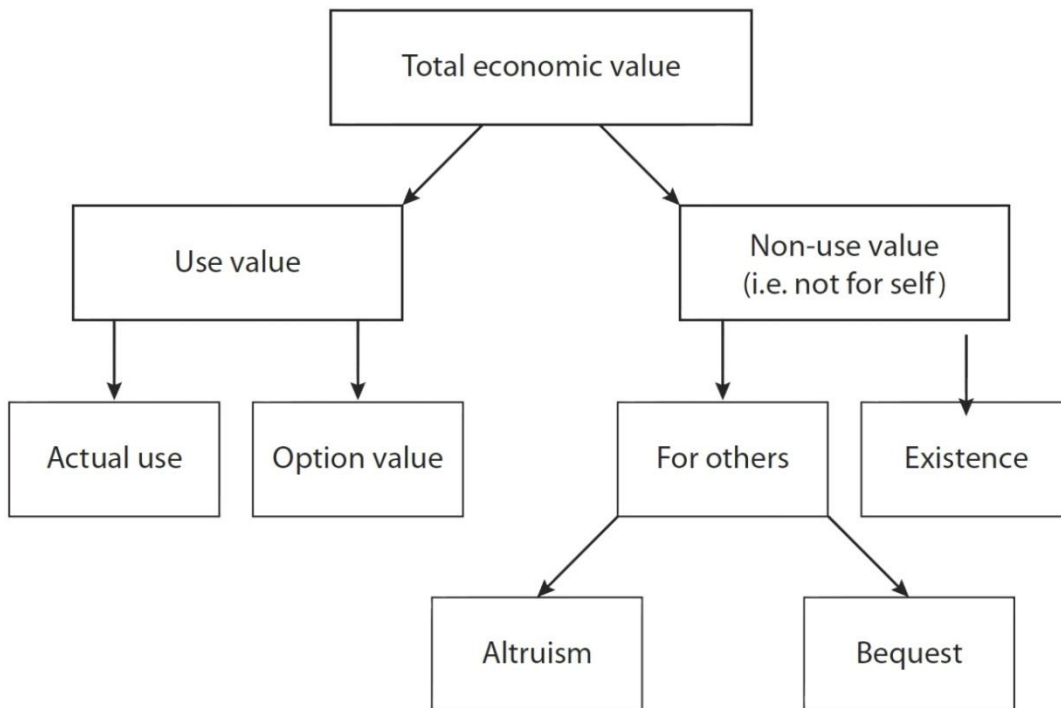 Total economic value
Use value
Non-use value
(i.e. not for self)
Actual use
Option value
For others
Existence
Altruism
Bequest